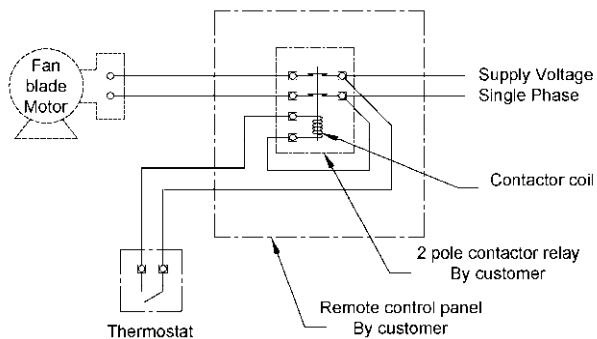 Fan
blade
Motor
Supply Voltage
Single Phase
Contactor coil
2 pole contactor relay
By customer
Remote control panel
By customer
Thermostat